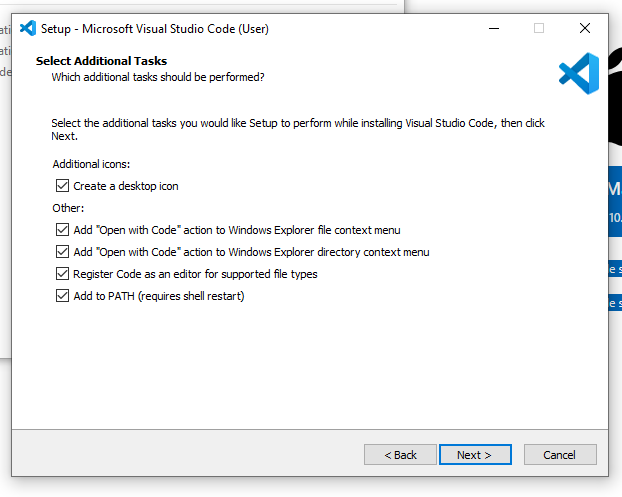 Setup - Microsoft Visual Studio Code (User)
Select Additional Tasks
Which additional tasks should be performed?
Select the additional tasks you would like Setup to perform while installing Visual Studio Code, then click
Next.
Additional icons:
Create a desktop icon
Other:
Add "Open with Code" action to Windows Explorer file context menu
Add "Open with Code" action to Windows Explorer directory context menu
Register Code as an editor for supported file types
Add to PATH (requires shell restart)
< Back
Next >
Cancel
10.